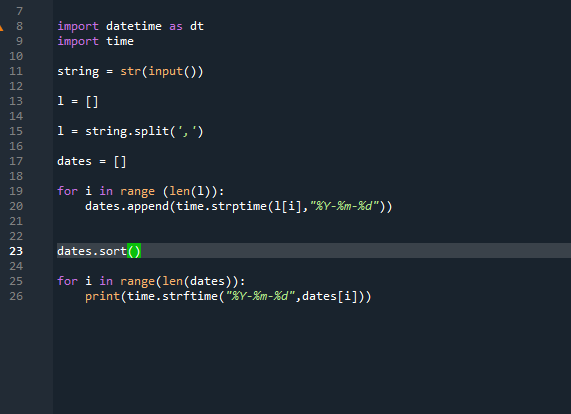 7
8 import datetime as dt
9 import time
10
11 string = str(input())
12
13 l = []
14
15 l = string.split(',')
16
17 dates = []
18
19 for i in range (len(l)):
20     dates.append(time.strptime(l[i],"%Y-%m-%d"))
21
22
23 dates.sort()
24
25 for i in range(len(dates)):
26     print(time.strftime("%Y-%m-%d",dates[i]))